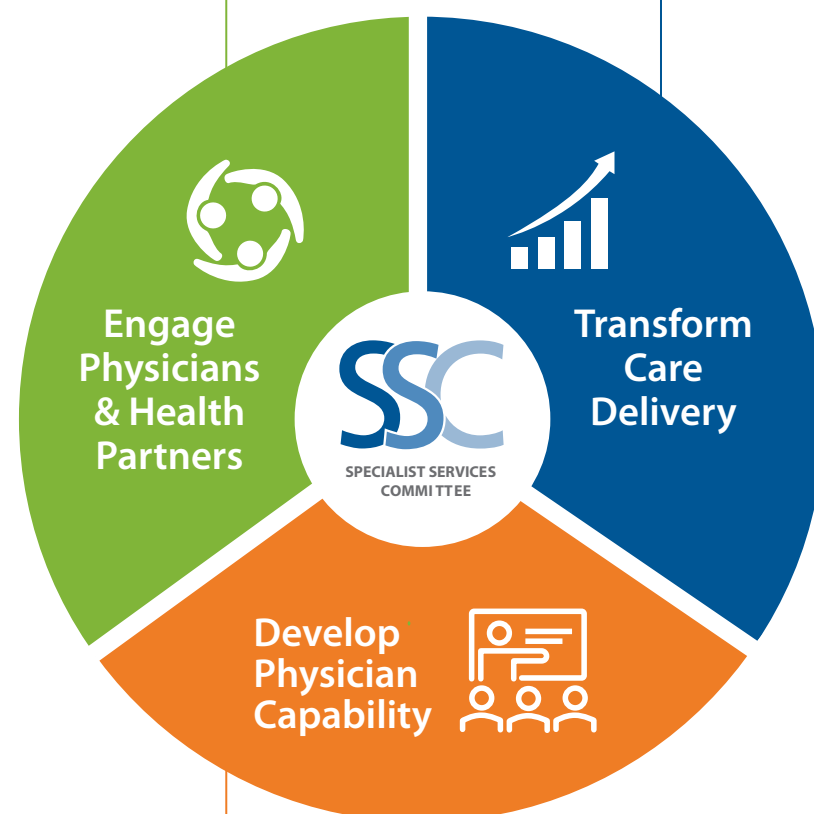 Engage
Physicians
& Health
Partners
Transform
Care
Delivery
SSC
SPECIALIST SERVICES
COMMITTEE
Develop
Physician
Capability